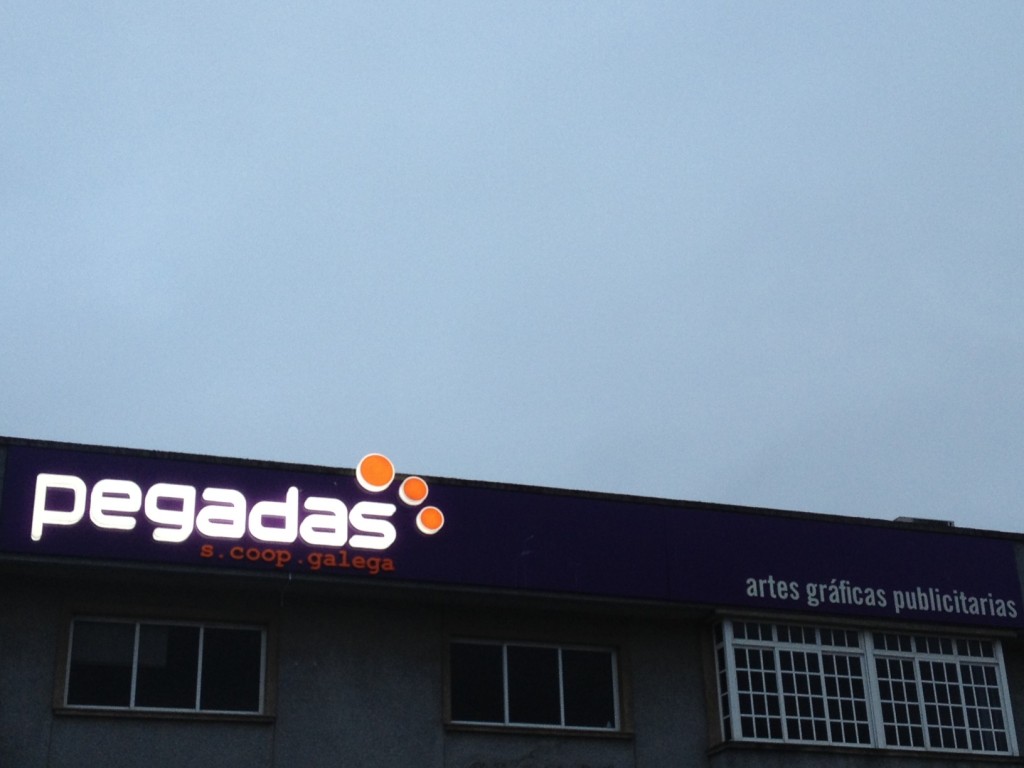 pegadas
s.coop.galega
artes gráficas publicitarias